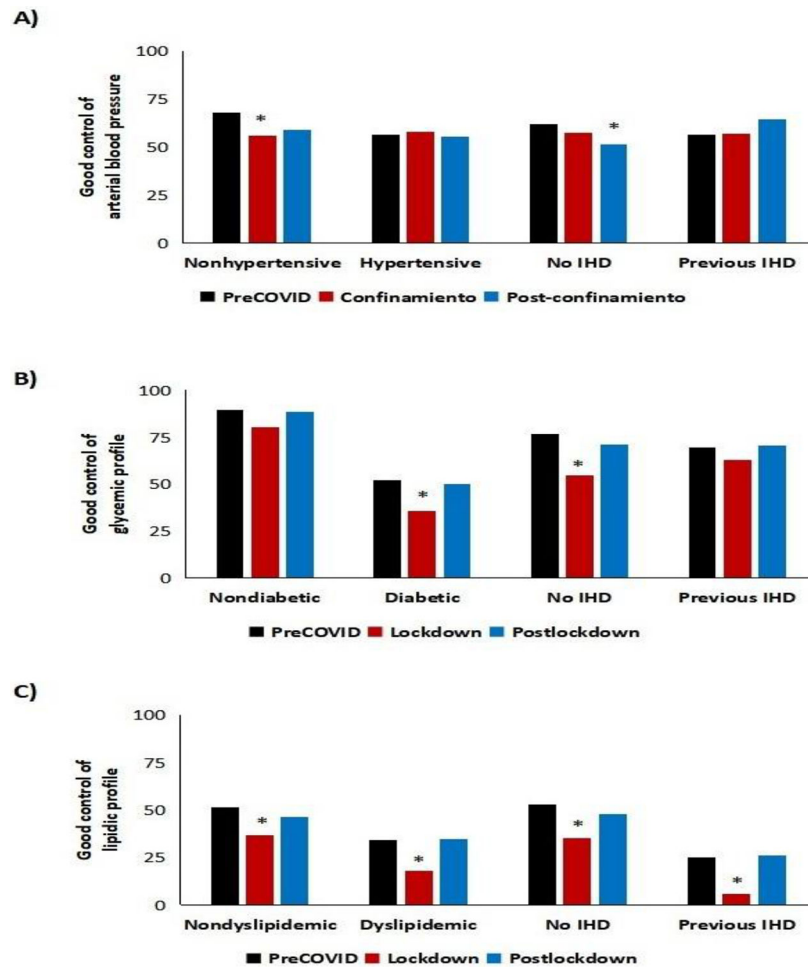 A)
Good control of
arterial blood pressure
100
75
50
25
0
*
*
Nonhypertensive Hypertensive No IHD Previous IHD
PreCOVID Confinamiento Post-confinamiento
B)
Good control of
glycemic profile
100
75
50
25
0
*
*
Nondiabetic Diabetic No IHD Previous IHD
PreCOVID Lockdown Postlockdown
C)
Good control of
lipidic profile
100
75
50
25
0
*
*
*
*
Nondyslipidemic Dyslipidemic No IHD Previous IHD
PreCOVID Lockdown Postlockdown